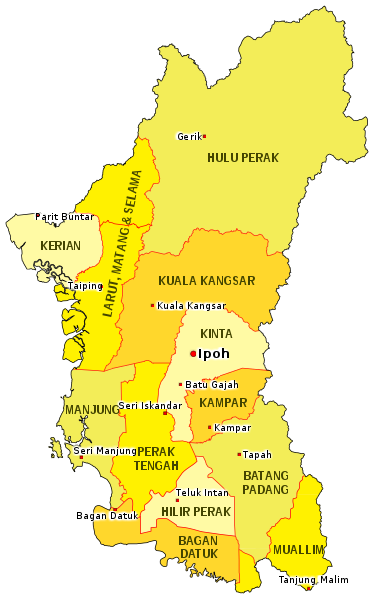 Gerik
HULU PERAK
LARUT, MATANG & SELAMA
Parit Buntar
KERIAN
Taiping
KUALA KANGSAR
Kuala Kangsar
KINTA
Ipoh
Batu Gajah
MANJUNG
Seri Iskandar
KAMPAR
Kampar
Seri Manjung
PERAK
TENGAH
Tapah
BATANG
PADANG
Teluk Intan
HILIR PERAK
Bagan Datuk
BAGAN
DATUK
MUALLIM
Tanjung Malim